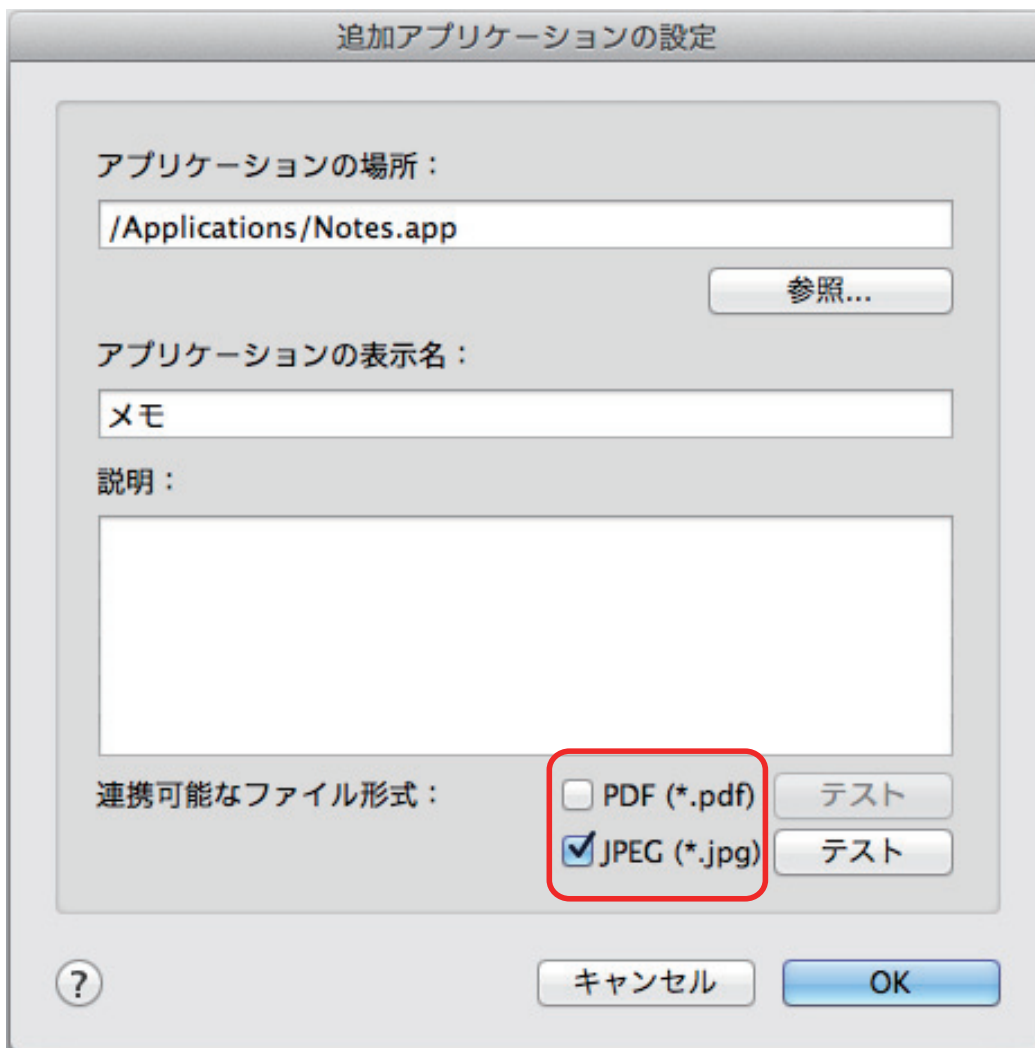 追加アプリケーションの設定
アプリケーションの場所：
/Applications/Notes.app
参照...
アプリケーションの表示名：
メモ
説明：
連携可能なファイル形式： PDF (*.pdf) テスト
JPEG (*.jpg) テスト
? キャンセル OK